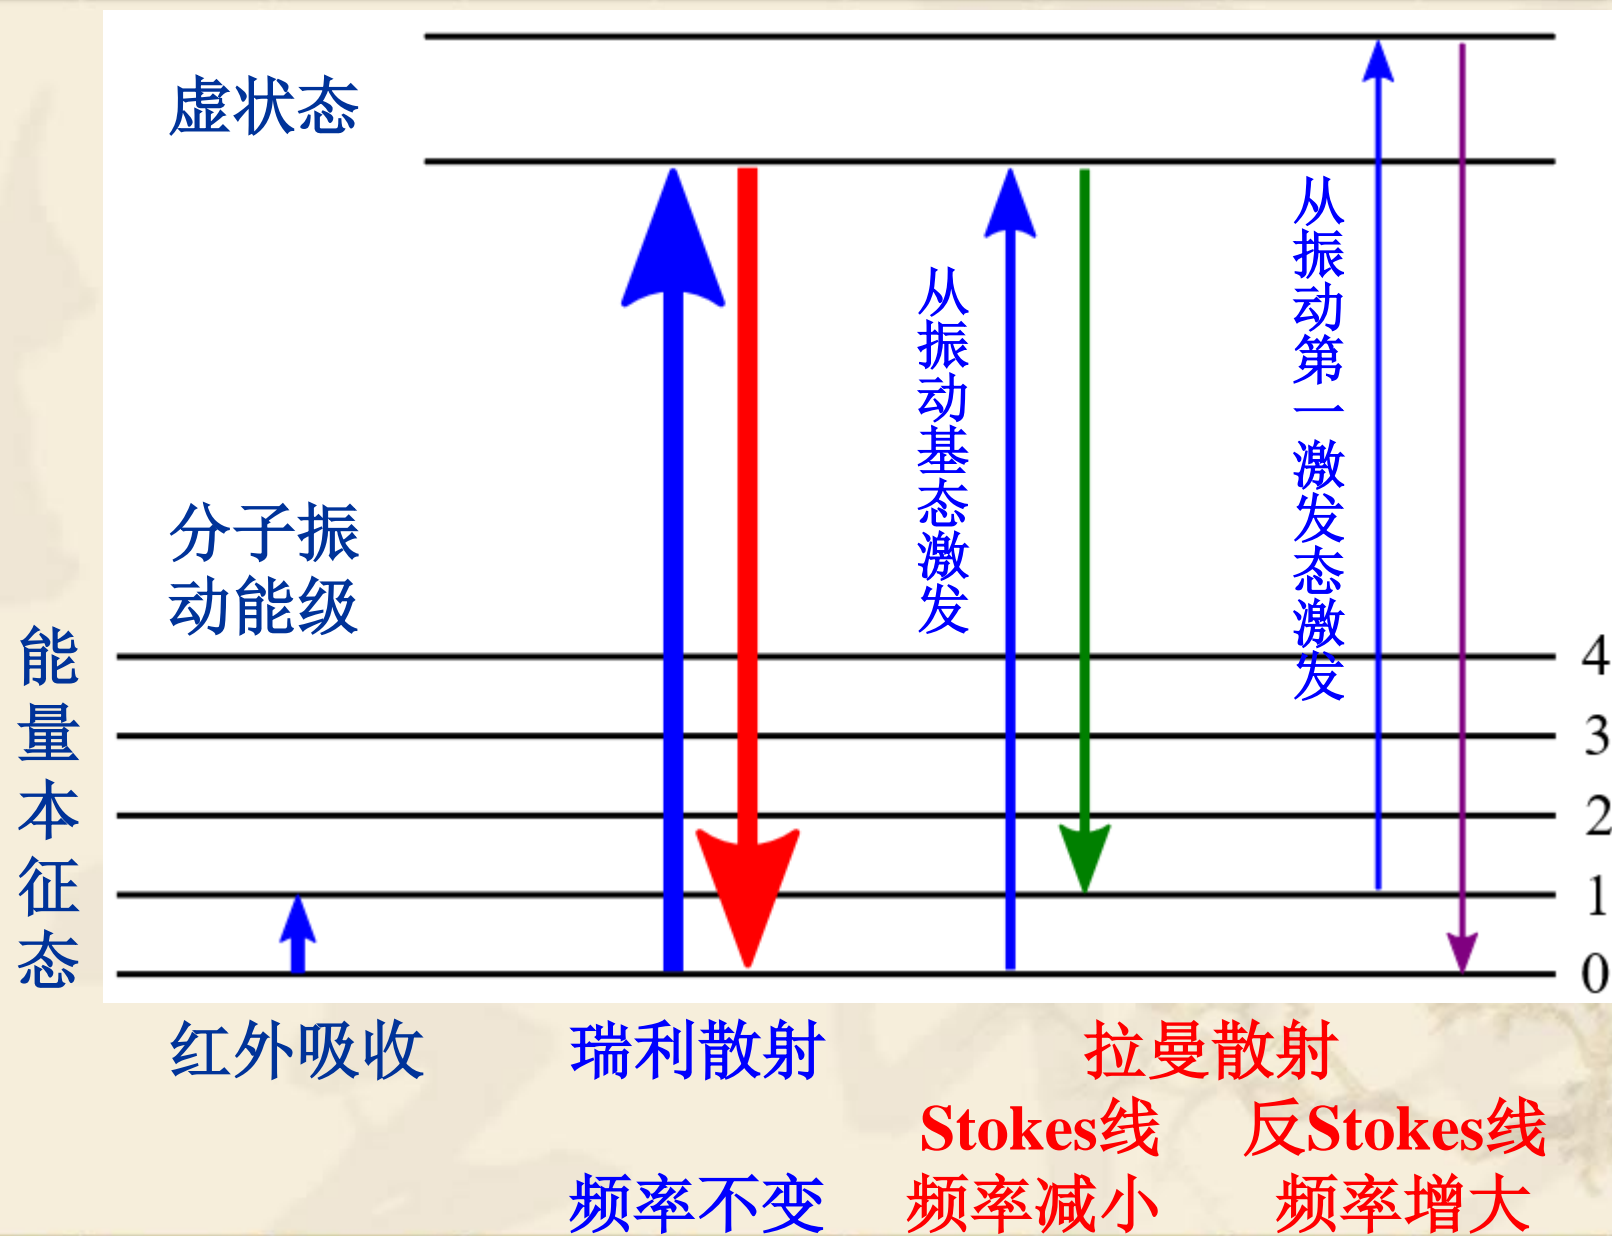 虚状态
从振动第一激发态激发
从振动基态激发
分子振
动能级
能量本征态
4
3
2
1
0
红外吸收
瑞利散射
拉曼散射
Stokes线
反Stokes线
频率不变
频率减小
频率增大